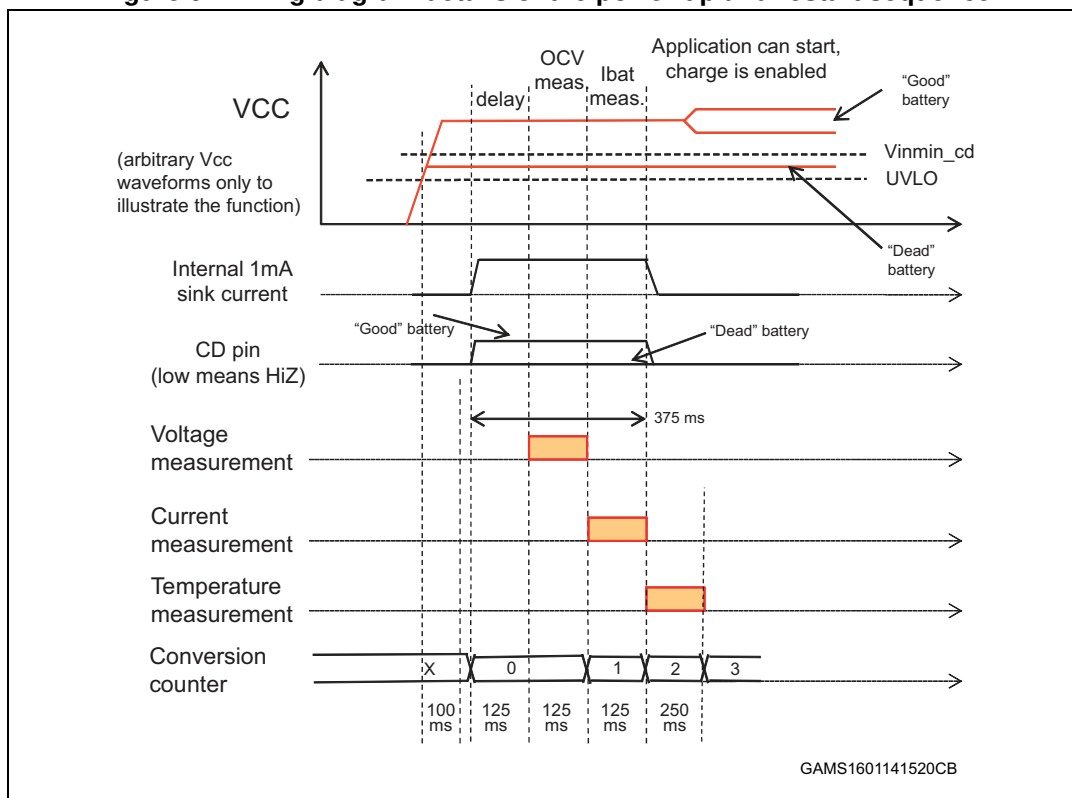 OCV
meas.
Ibat
meas.
Application can start,
charge is enabled
delay
"Good"
battery
VCC
(arbitrary Vcc
waveforms only to
illustrate the function)
Vinmin_cd
UVLO
"Dead"
battery
Internal 1mA
sink current
"Good" battery
"Dead" battery
CD pin
(low means HiZ)
375 ms
Voltage
measurement
Current
measurement
Temperature
measurement
Conversion
counter
X
0
1
2
3
100
ms
125
ms
125
ms
125
ms
250
ms
GAMS1601141520CB